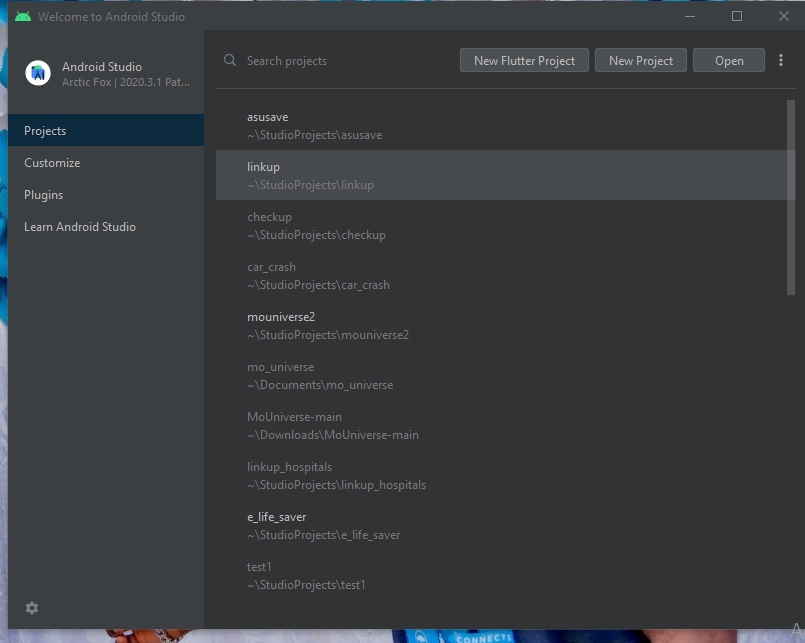 Welcome to Android Studio
Android Studio
Arctic Fox | 2020.3.1 Pat...
Projects
Customize
Plugins
Learn Android Studio
Search projects
New Flutter Project
New Project
Open
asusave
~\StudioProjects\asusave
linkup
~\StudioProjects\linkup
checkup
~\StudioProjects\checkup
car_crash
~\StudioProjects\car_crash
mouniverse2
~\StudioProjects\mouniverse2
mo_universe
~\Documents\mo_universe
MoUniverse-main
~\Downloads\MoUniverse-main
linkup_hospitals
~\StudioProjects\linkup_hospitals
e_life_saver
~\StudioProjects\e_life_saver
test1
~\StudioProjects\test1
CONNECTS